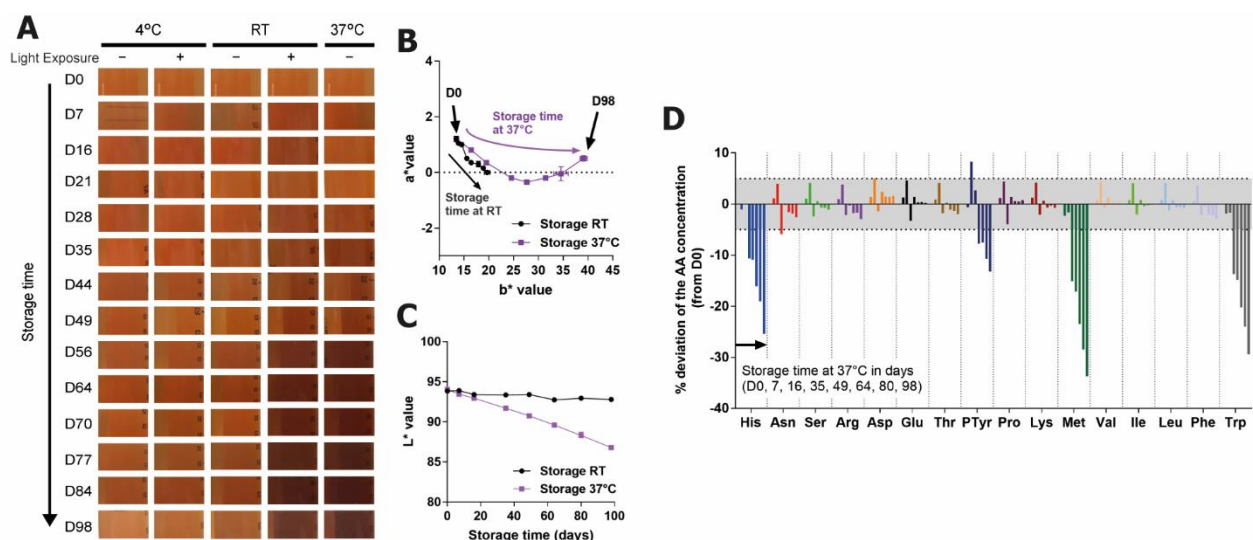 A
4°C RT 37°C
Light Exposure − + − + −
Storage time
D0
D7
D16
D21
D28
D35
D44
D49
D56
D64
D70
D77
D84
D98
B
a*value
4
2
0
-2
D0
D98
Storage time
at 37°C
Storage
time at RT
Storage RT
Storage 37°C
10 15 20 25 30 35 40 45
b* value
C
L* value
100
95
90
85
80
Storage RT
Storage 37°C
0 20 40 60 80 100
Storage time (days)
D
% deviation of the AA concentration
(from D0)
10
0
-10
-20
-30
-40
Storage time at 37°C in days
(D0, 7, 16, 35, 49, 64, 80, 98)
His Asn Ser Arg Asp Glu Thr PTyr Pro Lys Met Val Ile Leu Phe Trp